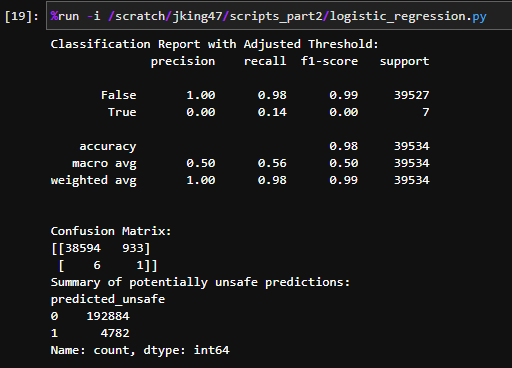 [19]: %run -i /scratch/jking47/scripts_part2/logistic_regression.py
Classification Report with Adjusted Threshold:
precision recall f1-score support
False 1.00 0.98 0.99 39527
True 0.00 0.14 0.00 7
accuracy 0.98 39534
macro avg 0.50 0.56 0.50 39534
weighted avg 1.00 0.98 0.99 39534
Confusion Matrix:
[[38594 933]
[ 6 1]]
Summary of potentially unsafe predictions:
predicted_unsafe
0 192884
1 4782
Name: count, dtype: int64